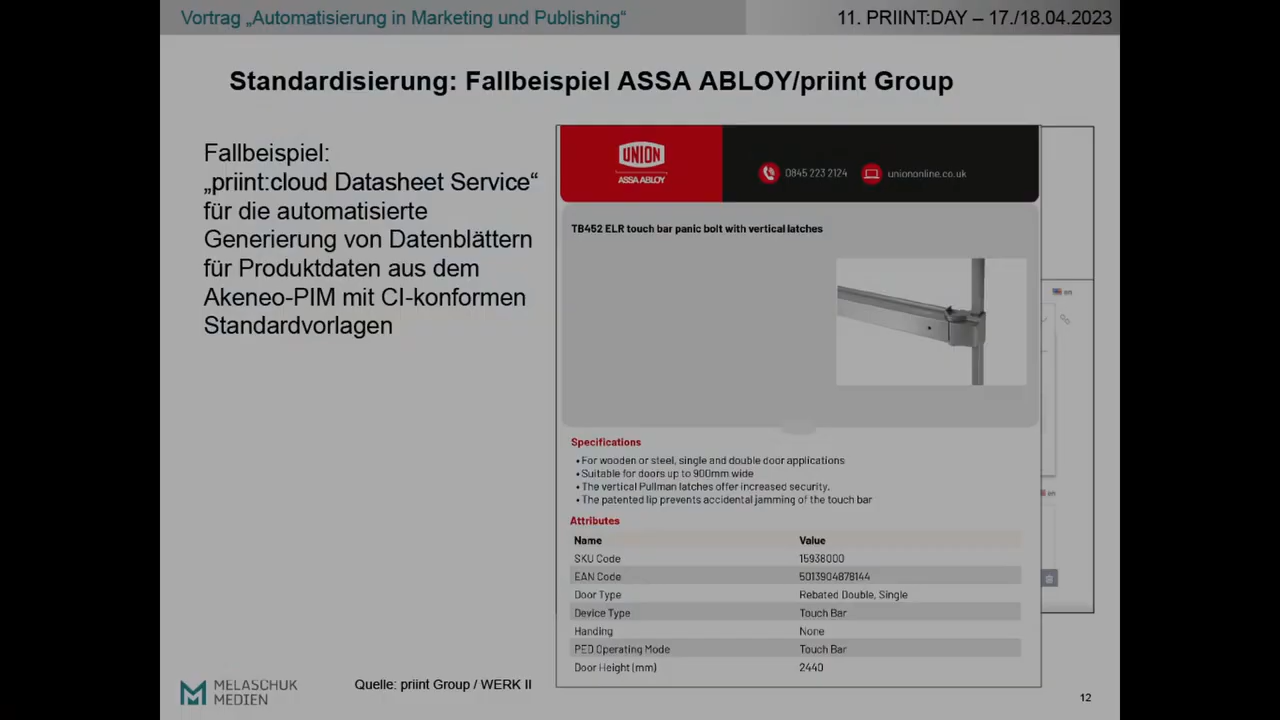 Vortrag „Automatisierung in Marketing und Publishing“
11. PRIINT:DAY – 17./18.04.2023
Standardisierung: Fallbeispiel ASSA ABLOY/priint Group
Fallbeispiel:
„priint:cloud Datasheet Service“
für die automatisierte
Generierung von Datenblättern
für Produktdaten aus dem
Akeneo-PIM mit CI-konformen
Standardvorlagen
UNION
ASSA ABLOY
0845 223 2124
uniononline.co.uk
TB452 ELR touch bar panic bolt with vertical latches
en
en
Specifications
• For wooden or steel, single and double door applications
• Suitable for doors up to 900mm wide
• The vertical Pullman latches offer increased security.
• The patented lip prevents accidental jamming of the touch bar
Attributes
Name Value
SKU Code 15938000
EAN Code 5013904878144
Door Type Rebated Double, Single
Device Type Touch Bar
Handing None
PED Operating Mode Touch Bar
Door Height (mm) 2440
MELASCHUK
MEDIEN
Quelle: priint Group / WERK II
12